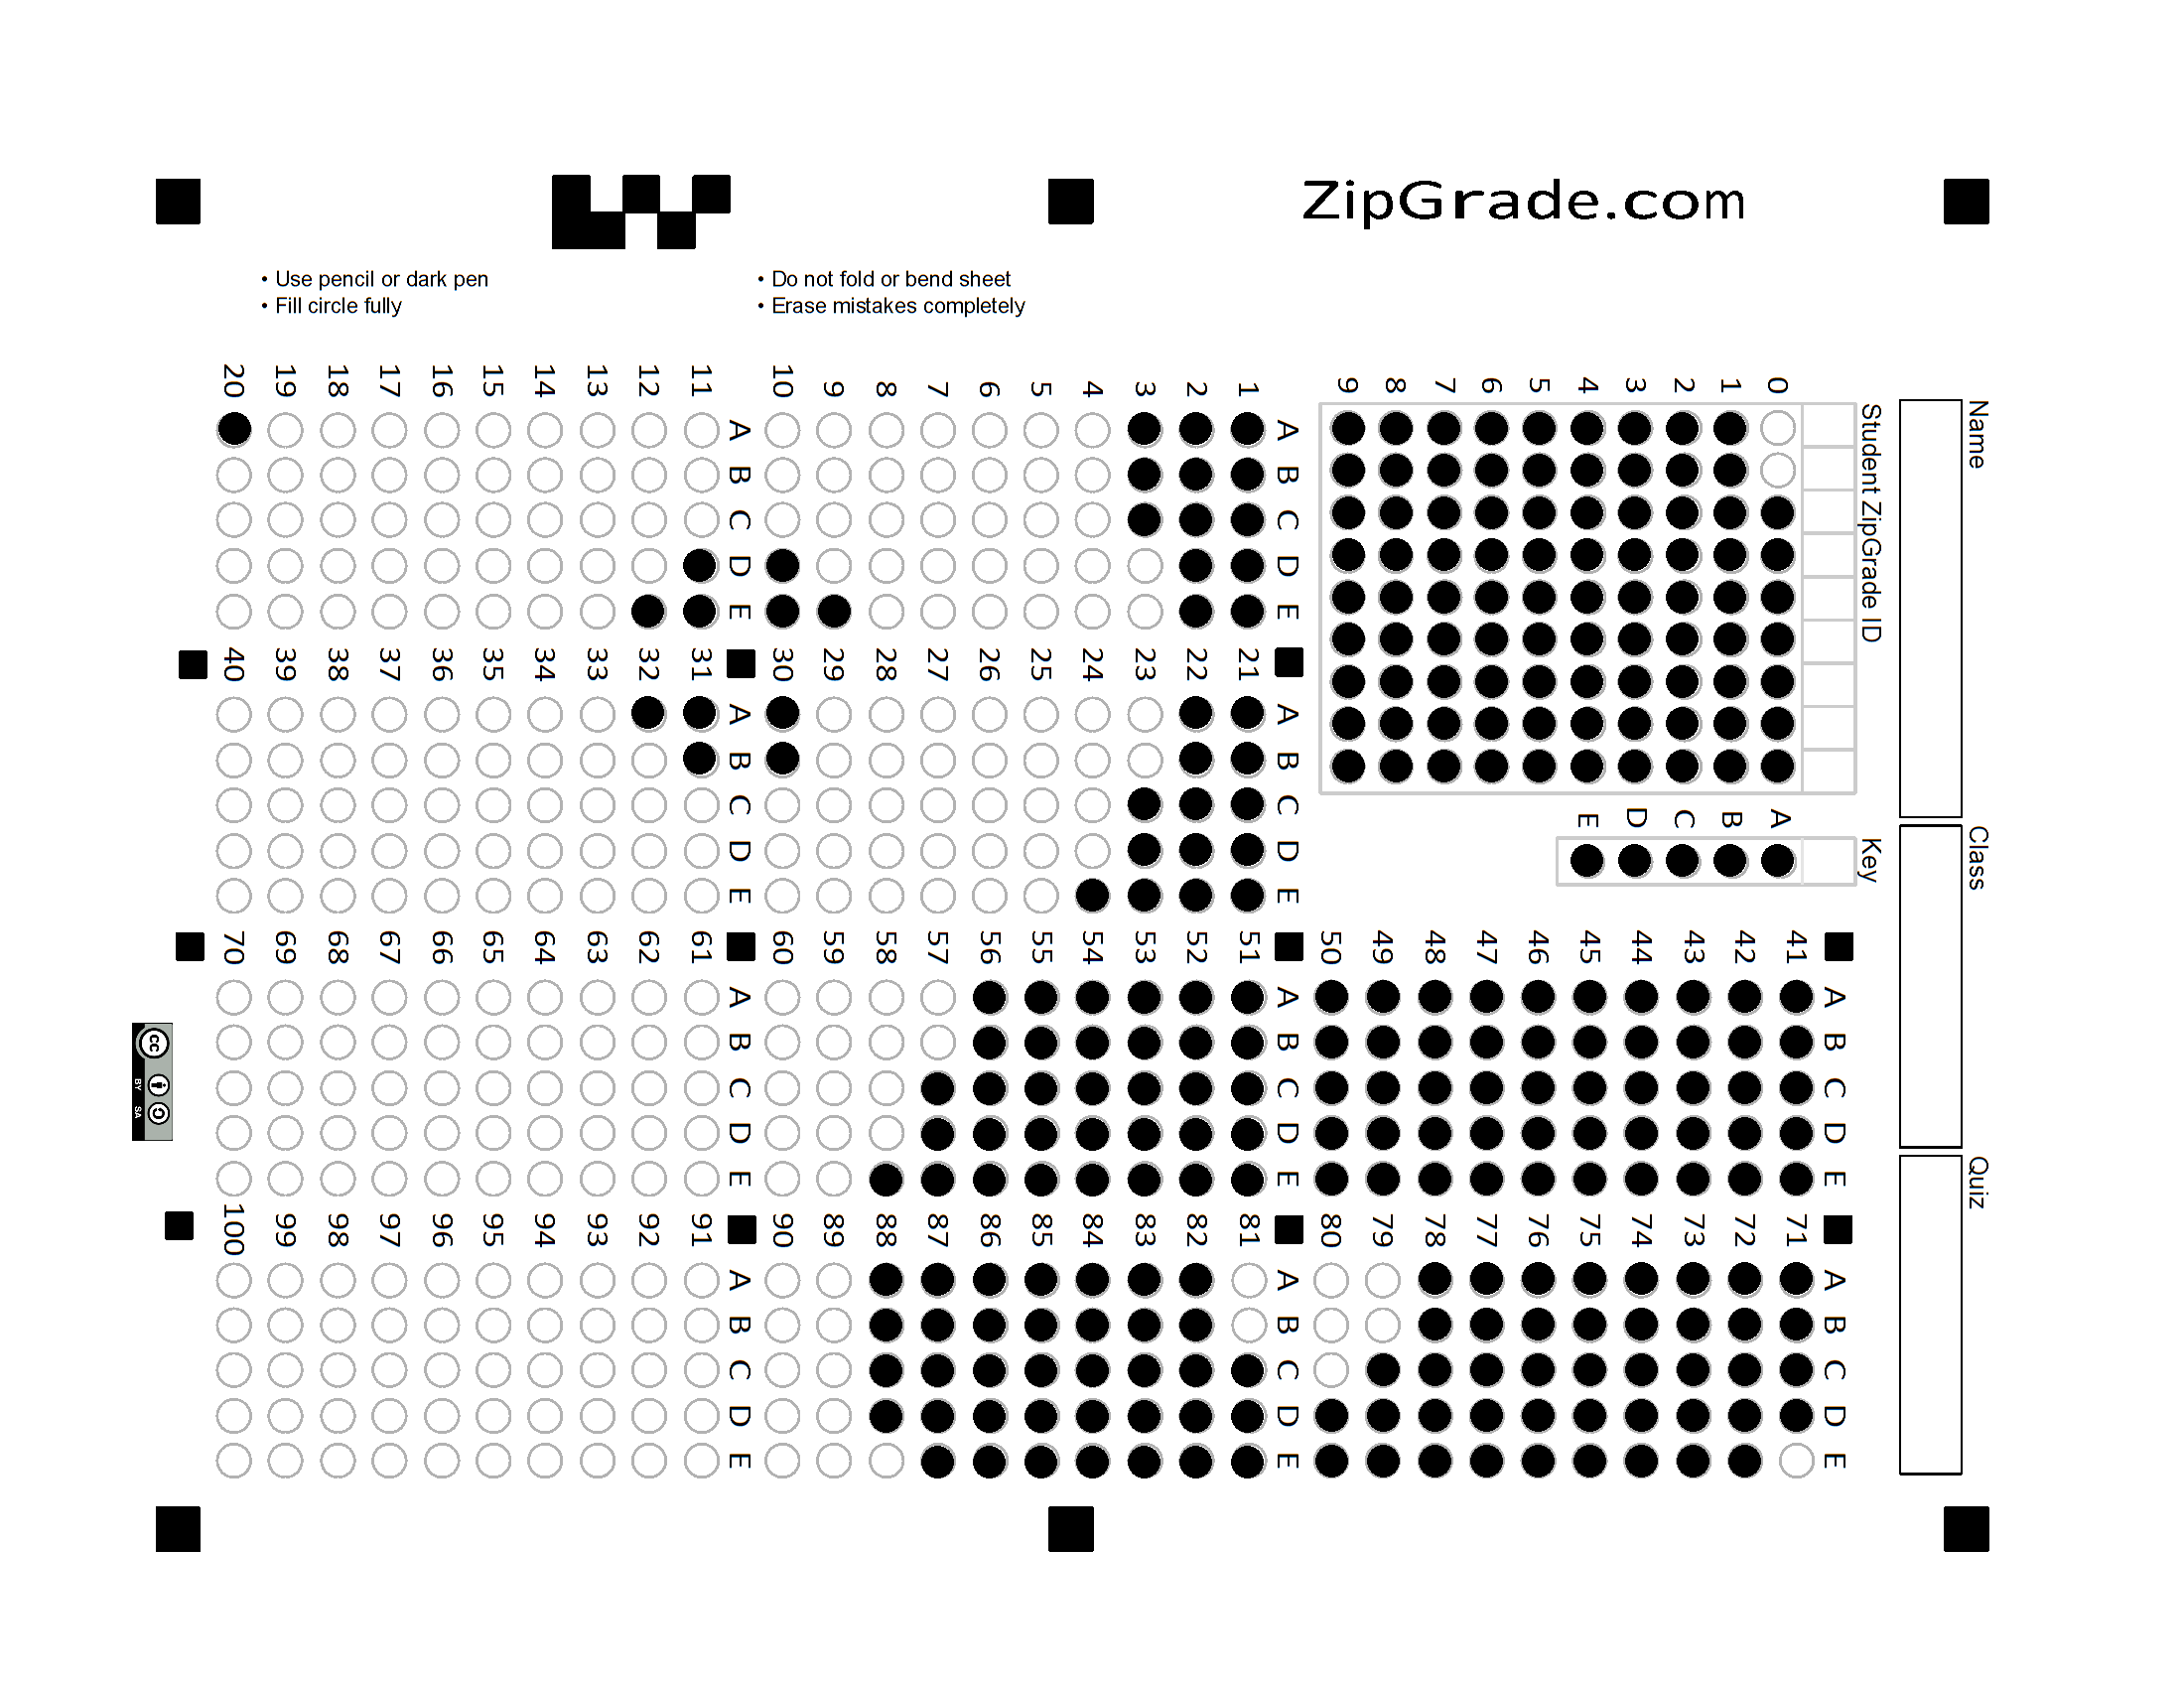 ZipGrade.com
• Use pencil or dark pen
• Fill circle fully
• Do not fold or bend sheet
• Erase mistakes completely
Name
Class
Quiz
Student ZipGrade ID
0 1 2 3 4 5 6 7 8 9
Key
A B C D E
A B C D E
1 2 3 4 5 6 7 8 9 10
A B C D E
11 12 13 14 15 16 17 18 19 20
A B C D E
21 22 23 24 25 26 27 28 29 30
A B C D E
31 32 33 34 35 36 37 38 39 40
A B C D E
41 42 43 44 45 46 47 48 49 50
A B C D E
51 52 53 54 55 56 57 58 59 60
A B C D E
61 62 63 64 65 66 67 68 69 70
A B C D E
71 72 73 74 75 76 77 78 79 80
A B C D E
81 82 83 84 85 86 87 88 89 90
A B C D E
91 92 93 94 95 96 97 98 99 100
cc
BY SA